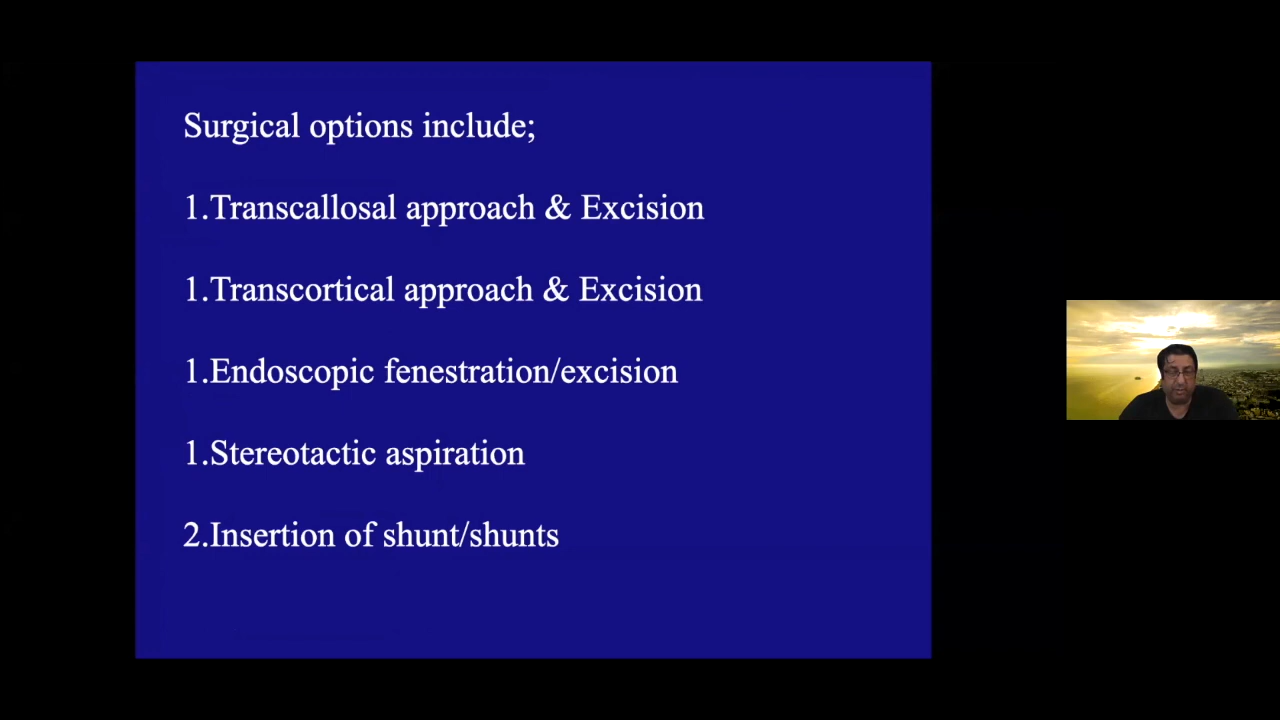 Surgical options include;
1.Transcallosal approach & Excision
1.Transcortical approach & Excision
1.Endoscopic fenestration/excision
1.Stereotactic aspiration
2.Insertion of shunt/shunts